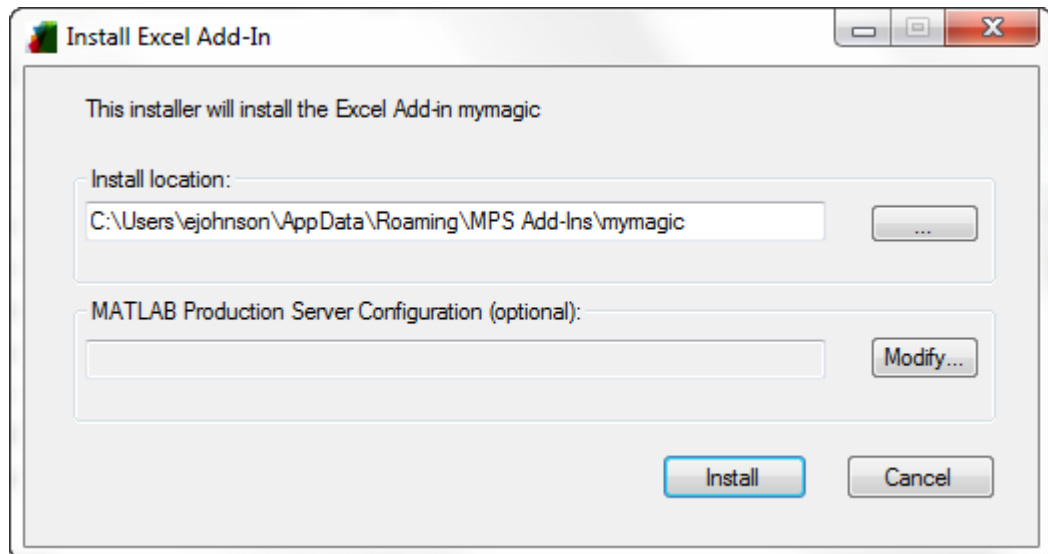 Install Excel Add-In
This installer will install the Excel Add-in mymagic
Install location:
C:\Users\ejohnson\AppData\Roaming\MPS Add-Ins\mymagic
...
MATLAB Production Server Configuration (optional):
Modify...
Install
Cancel